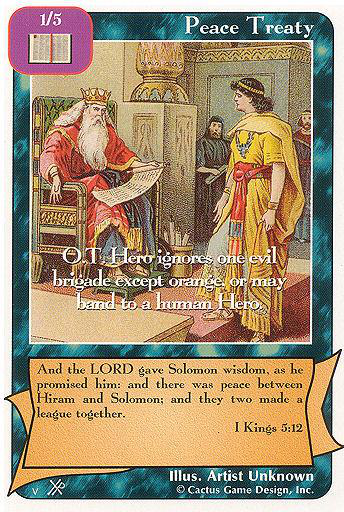 1/5
Peace Treaty
O.T. Hero ignores one evil
brigade except orange, or may
band to a human Hero.
And the LORD gave Solomon wisdom, as he
promised him: and there was peace between
Hiram and Solomon; and they two made a
league together.
I Kings 5:12
Illus. Artist Unknown
V
© Cactus Game Design, Inc.